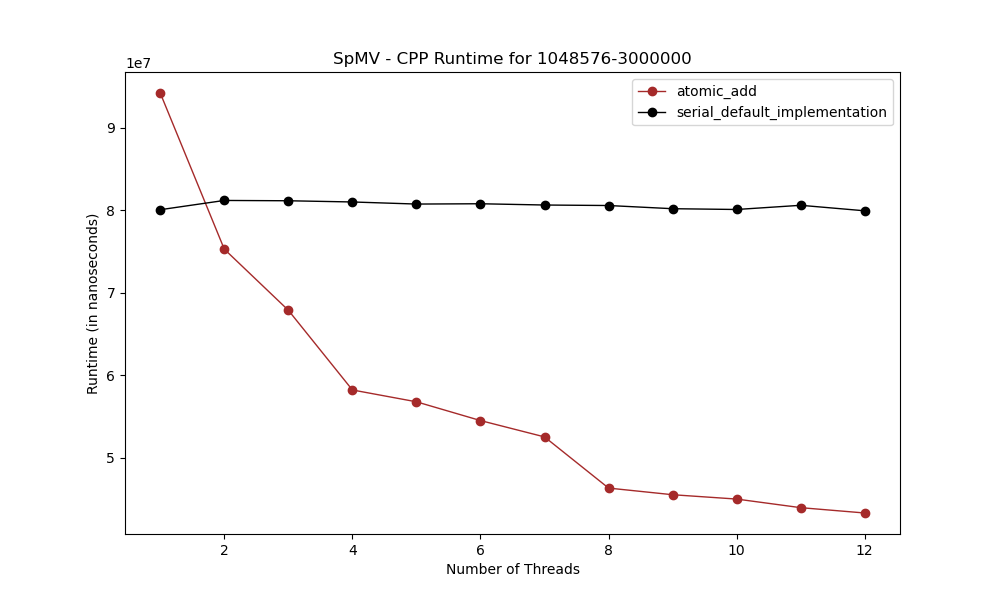 SpMV - CPP Runtime for 1048576-3000000
1e7
atomic_add
serial_default_implementation
9
8
7
6
5
Runtime (in nanoseconds)
2 4 6 8 10 12
Number of Threads